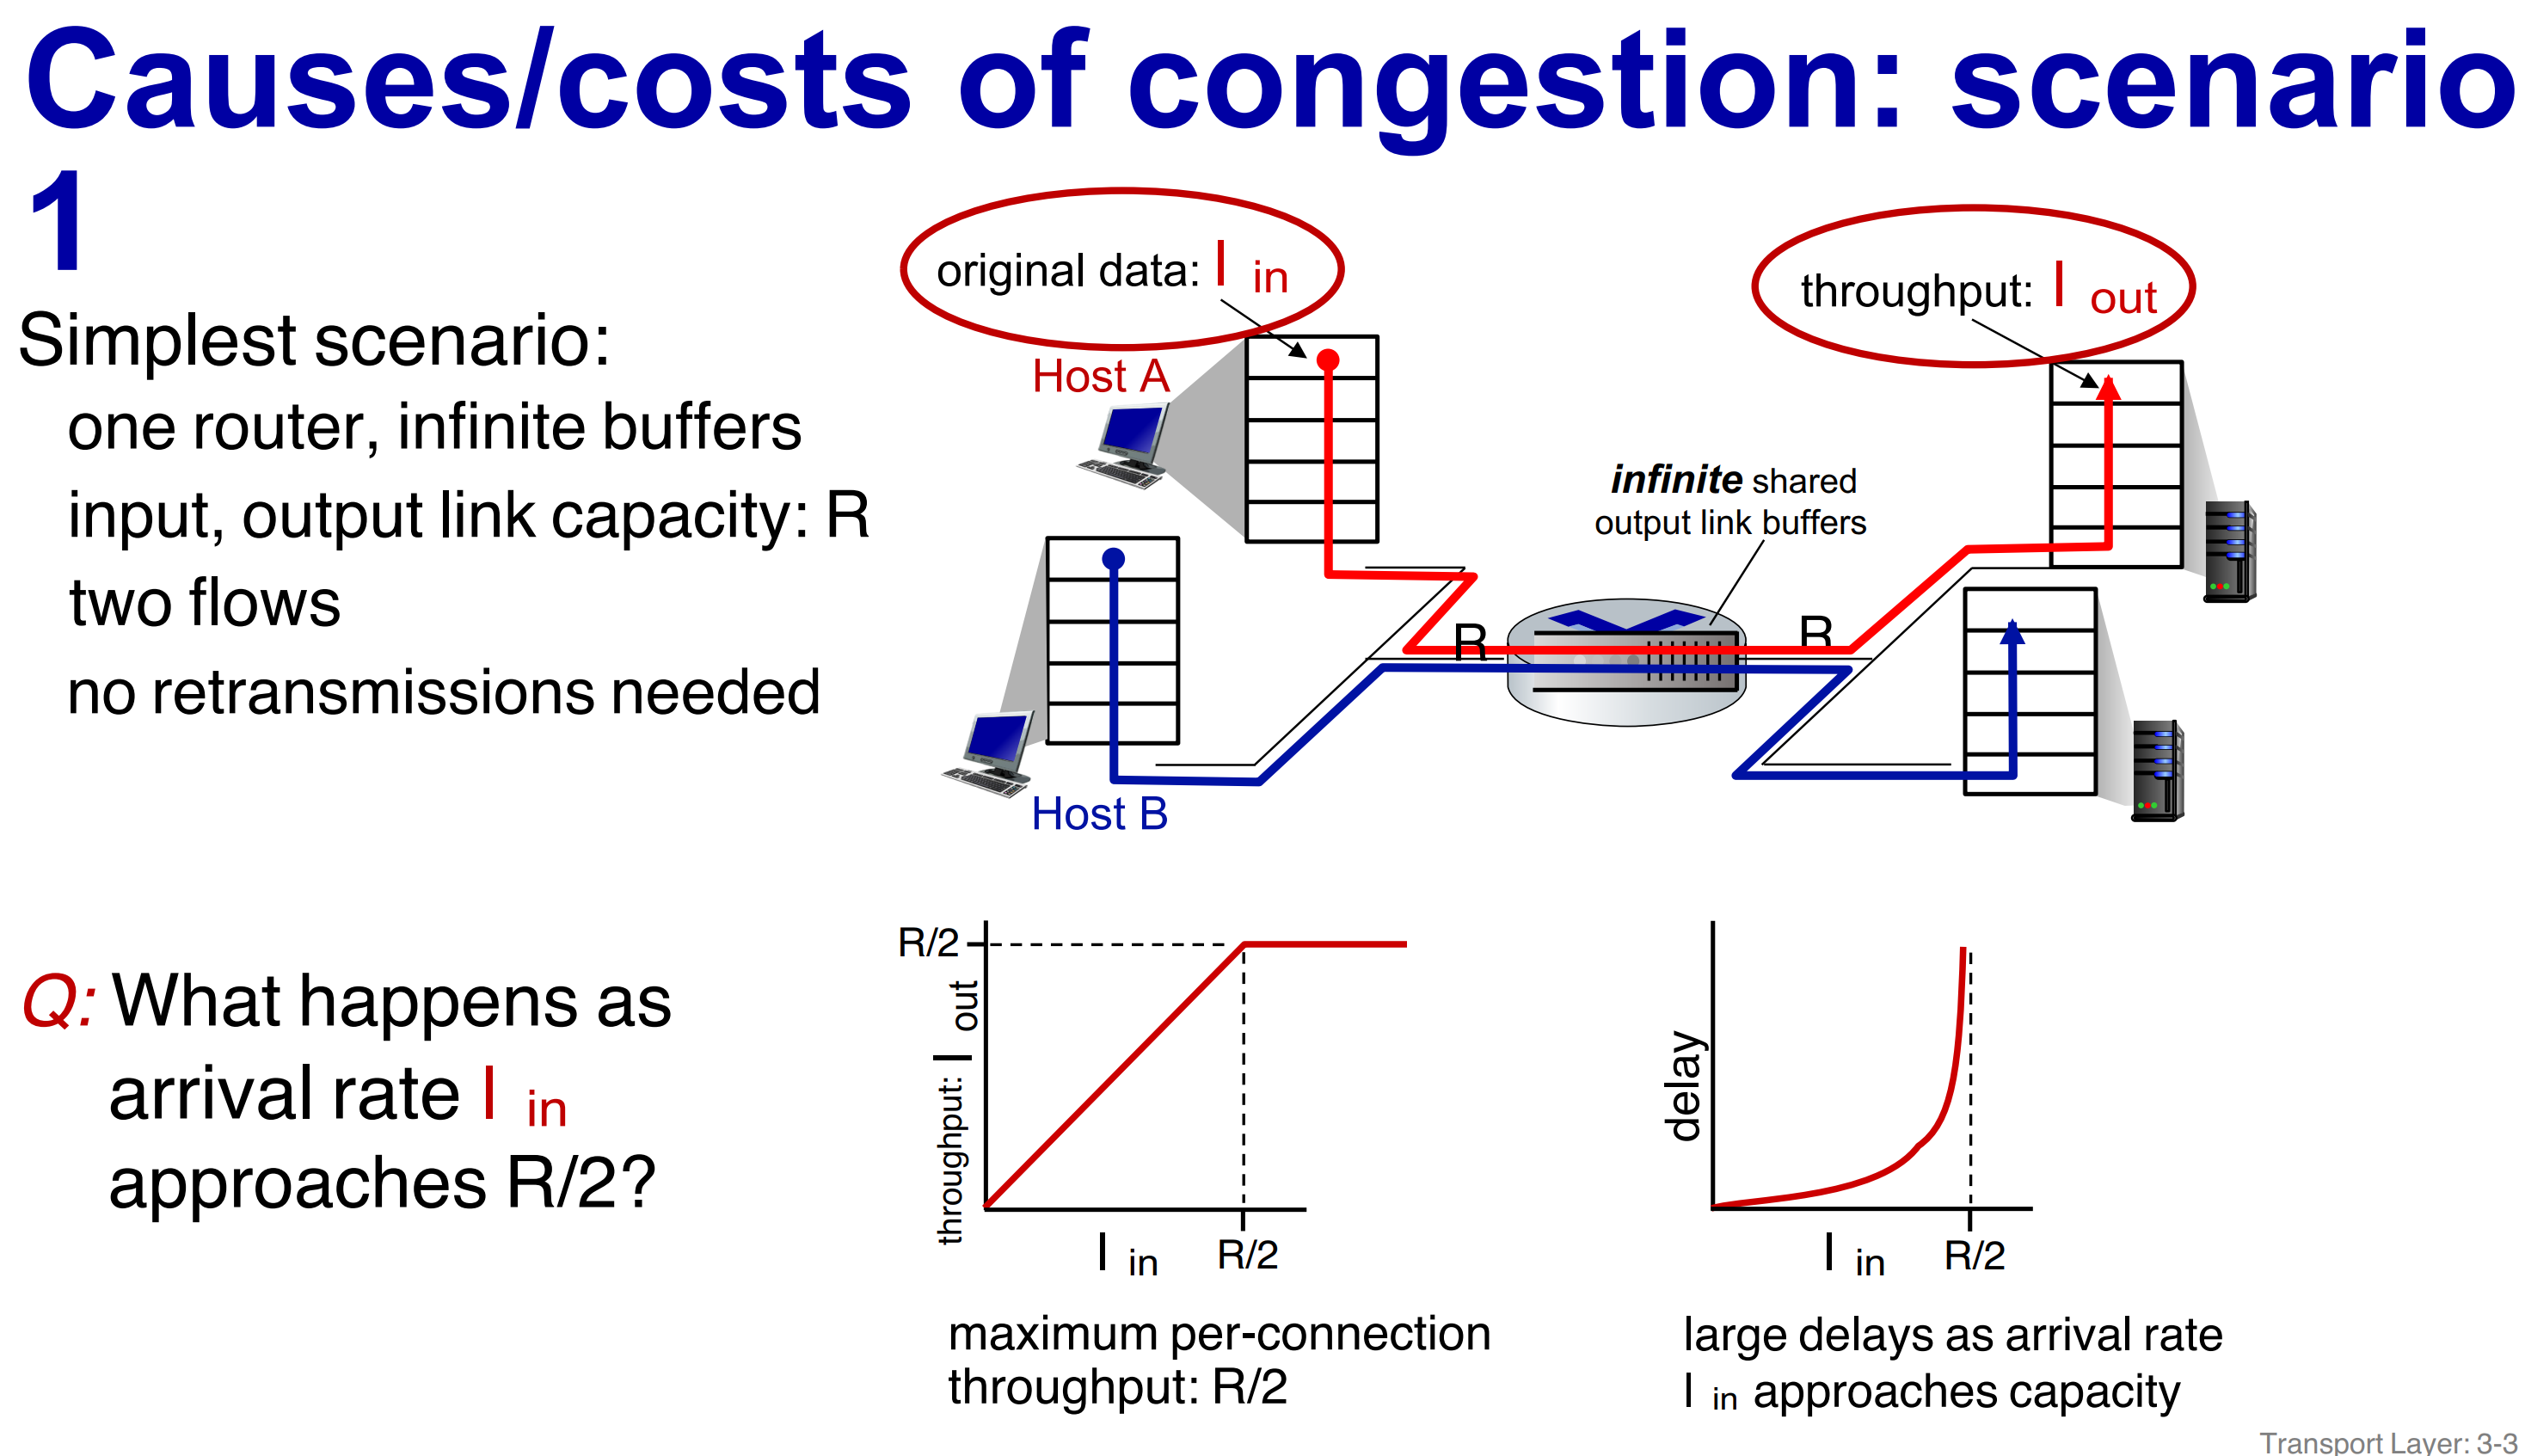 Causes/costs of congestion: scenario
1
Simplest scenario:
one router, infinite buffers
input, output link capacity: R
two flows
no retransmissions needed
original data: l in
throughput: l out
Host A
infinite shared
output link buffers
R
R
Host B
Q: What happens as
arrival rate l in
approaches R/2?
R/2
throughput: l out
l in
R/2
maximum per-connection
throughput: R/2
delay
l in
R/2
large delays as arrival rate
l in approaches capacity
Transport Layer: 3-3